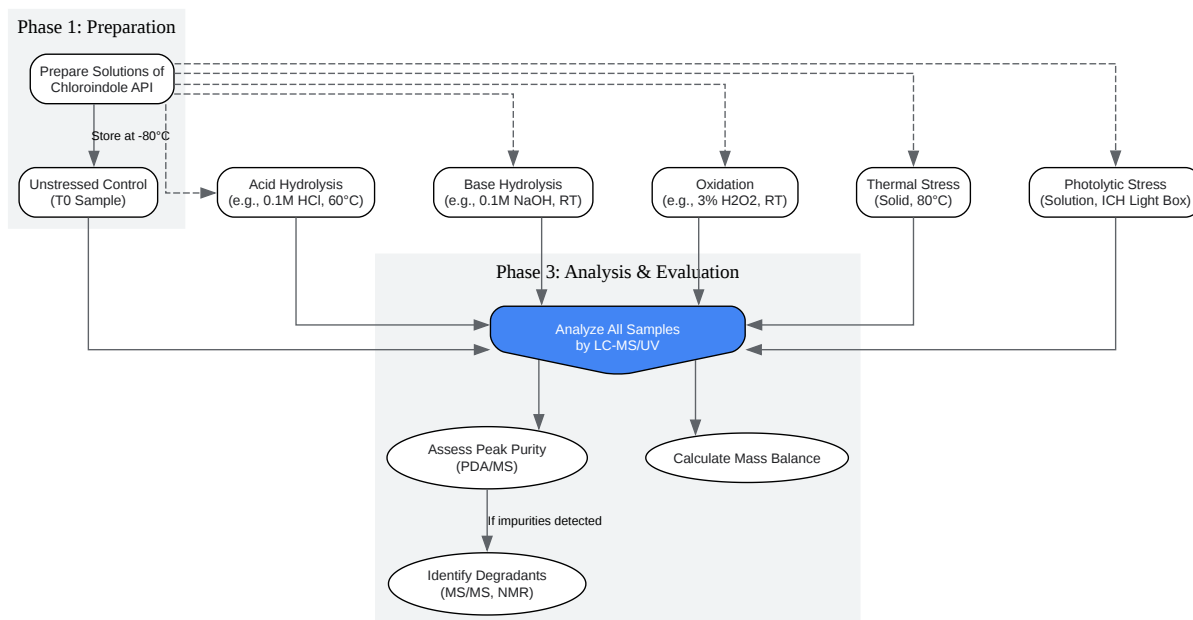 Phase 1: Preparation
Prepare Solutions of
Chloroindole API
Store at -80°C
Unstressed Control
(T0 Sample)
Acid Hydrolysis
(e.g., 0.1M HCl, 60°C)
Base Hydrolysis
(e.g., 0.1M NaOH, RT)
Oxidation
(e.g., 3% H2O2, RT)
Thermal Stress
(Solid, 80°C)
Photolytic Stress
(Solution, ICH Light Box)
Phase 3: Analysis & Evaluation
Analyze All Samples
by LC-MS/UV
Assess Peak Purity
(PDA/MS)
Calculate Mass Balance
If impurities detected
Identify Degradants
(MS/MS, NMR)